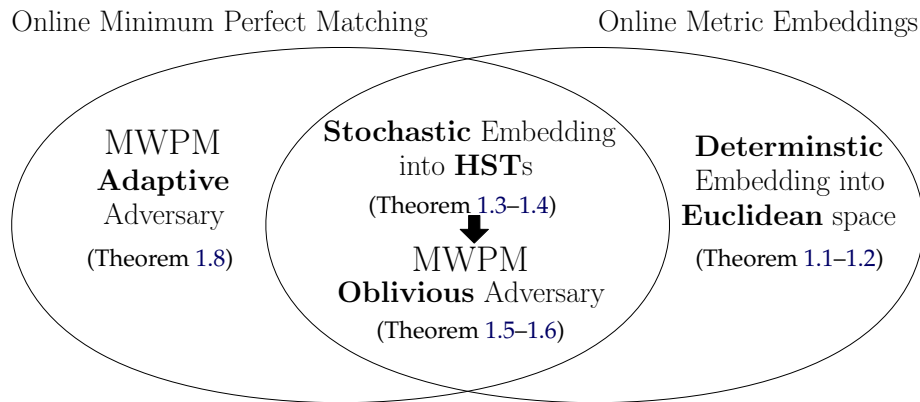 Online Minimum Perfect Matching
Online Metric Embeddings
MWPM
Adaptive
Adversary
(Theorem 1.8)
Stochastic Embedding
into HSTs
(Theorem 1.3–1.4)
MWPM
Oblivious Adversary
(Theorem 1.5–1.6)
Determinstic
Embedding into
Euclidean space
(Theorem 1.1–1.2)